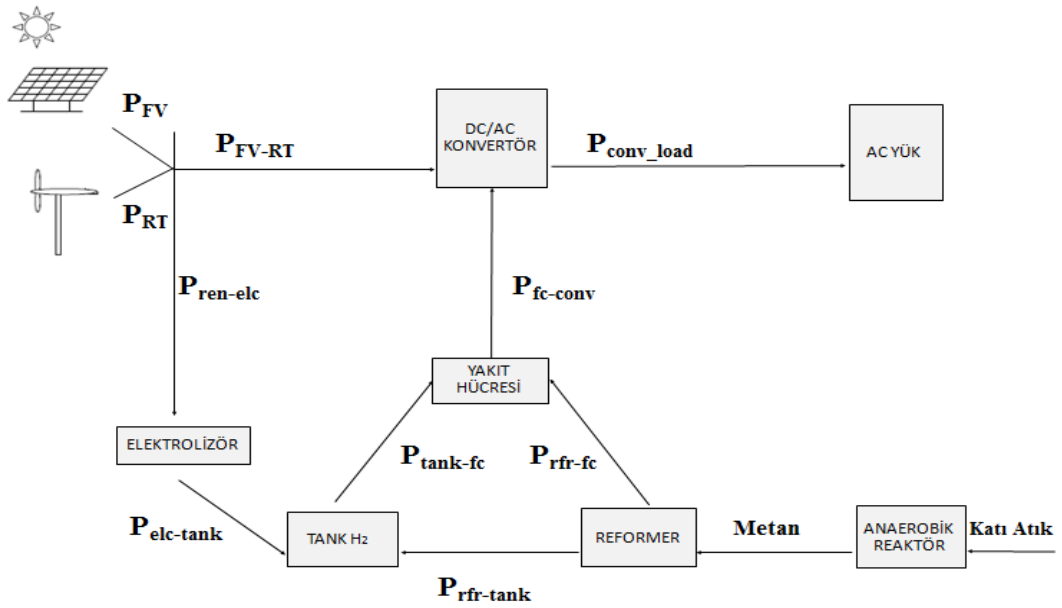 P_FV
P_FV-RT
P_RT
DC/AC
KONVERTÖR
P_conv_load
AC YÜK
P_ren-elc
P_fc-conv
YAKIT
HÜCRESİ
ELEKTROLİZÖR
P_tank-fc
P_rfr-fc
P_elc-tank
TANK H₂
REFORMER
Metan
ANAEROBİK
REAKTÖR
Katı Atık
P_rfr-tank